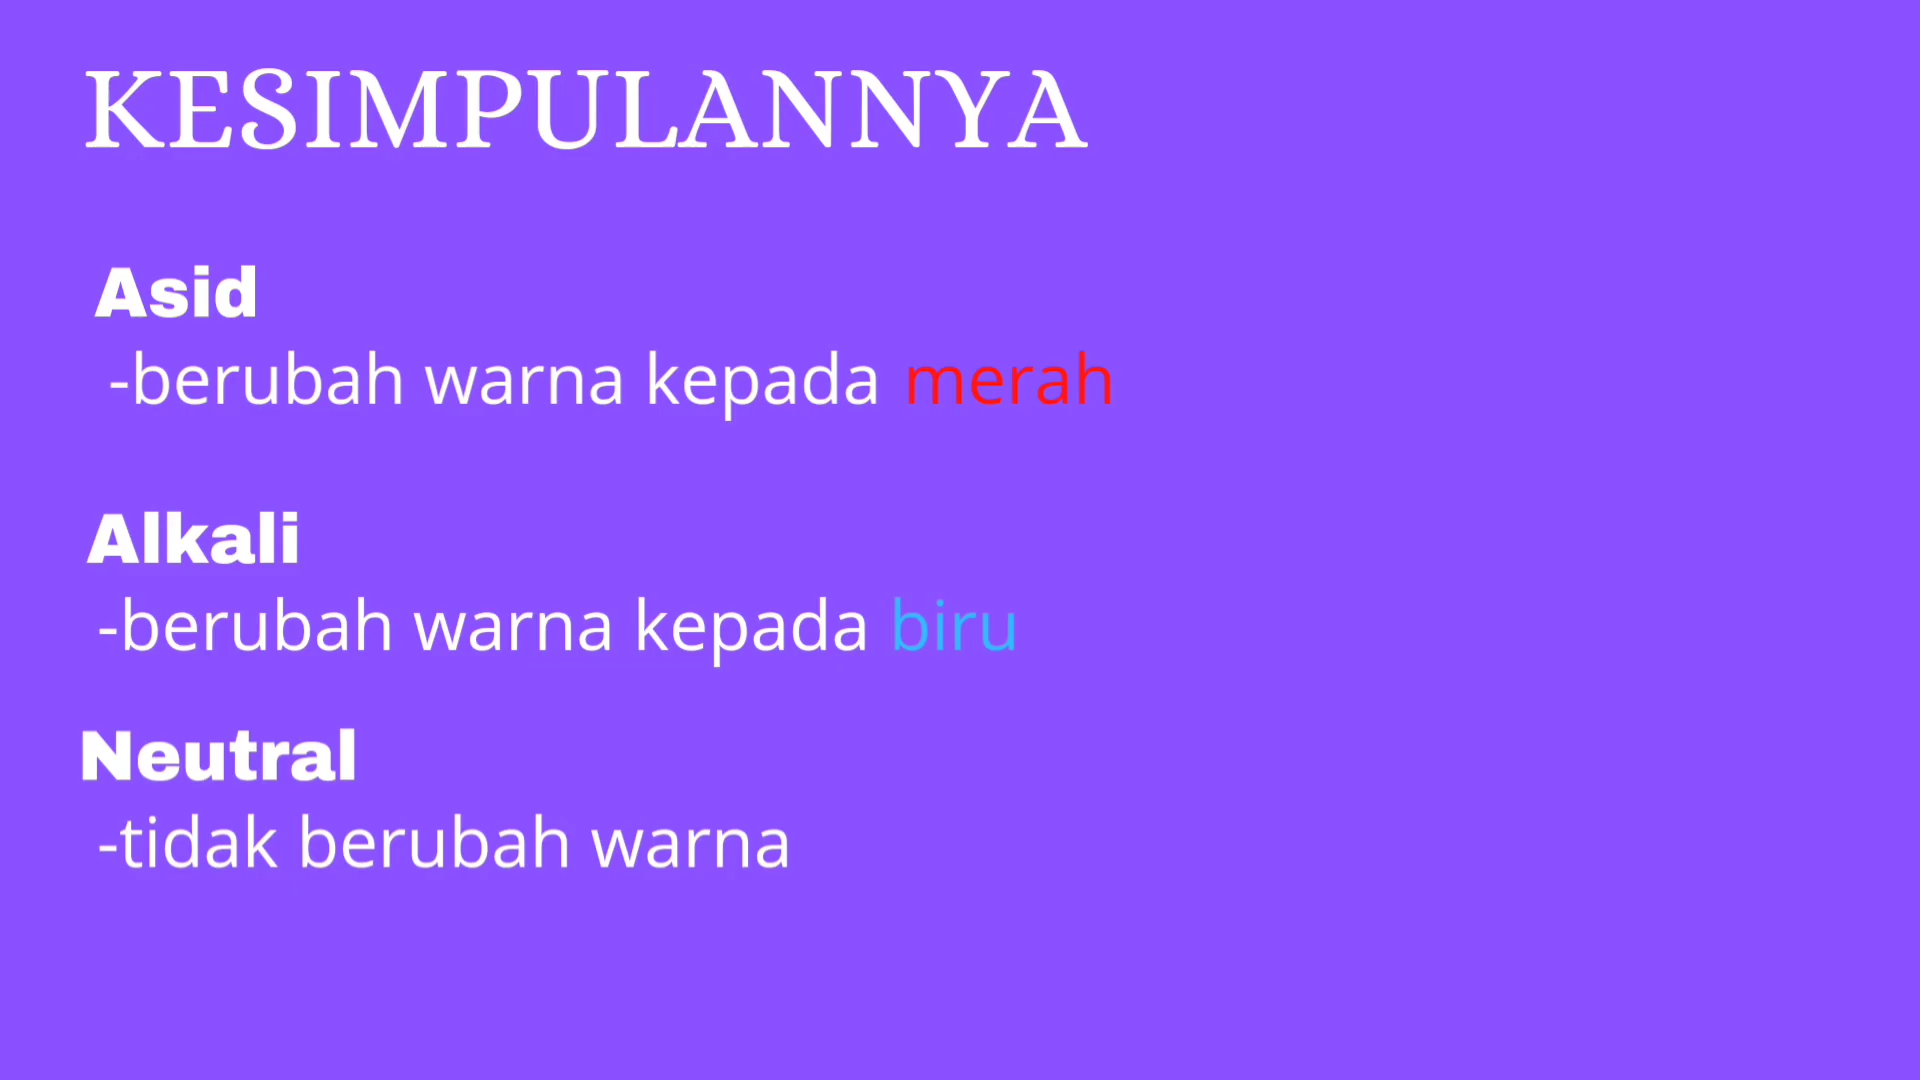 KESIMPULANNYA
Asid
-berubah warna kepada merah
Alkali
-berubah warna kepada biru
Neutral
-tidak berubah warna